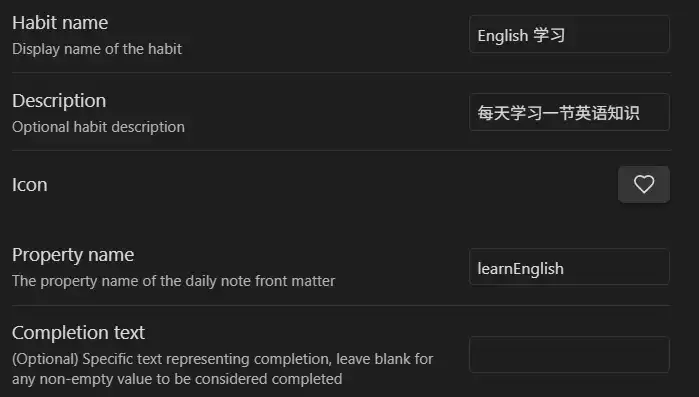 Habit name
English 学习
Display name of the habit
Description
每天学习一节英语知识
Optional habit description
Icon
Property name
learnEnglish
The property name of the daily note front matter
Completion text
(Optional) Specific text representing completion, leave blank for
any non-empty value to be considered completed